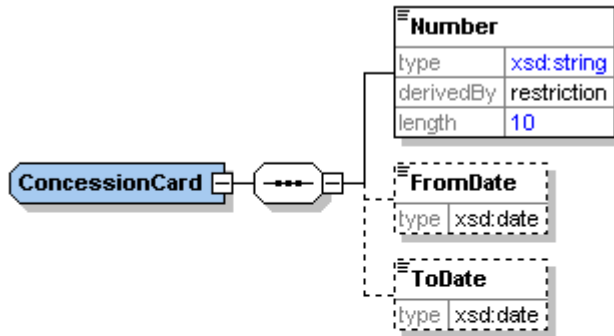 Number
type xsd:string
derivedBy restriction
length 10
ConcessionCard
FromDate
type xsd:date
ToDate
type xsd:date